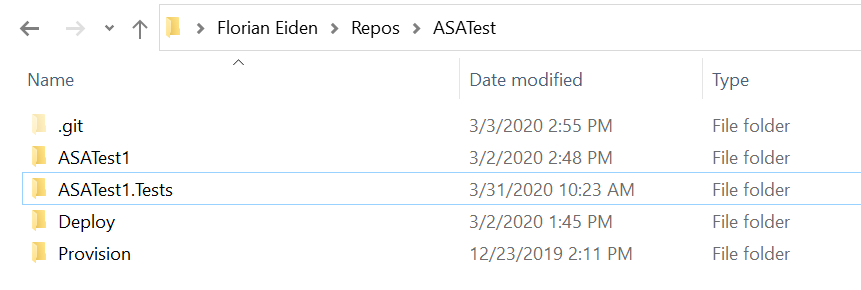 Florian Eiden Repos ASATest
Name Date modified Type
.git 3/3/2020 2:55 PM File folder
ASATest1 3/2/2020 2:48 PM File folder
ASATest1.Tests 3/31/2020 10:23 AM File folder
Deploy 3/2/2020 1:45 PM File folder
Provision 12/23/2019 2:11 PM File folder